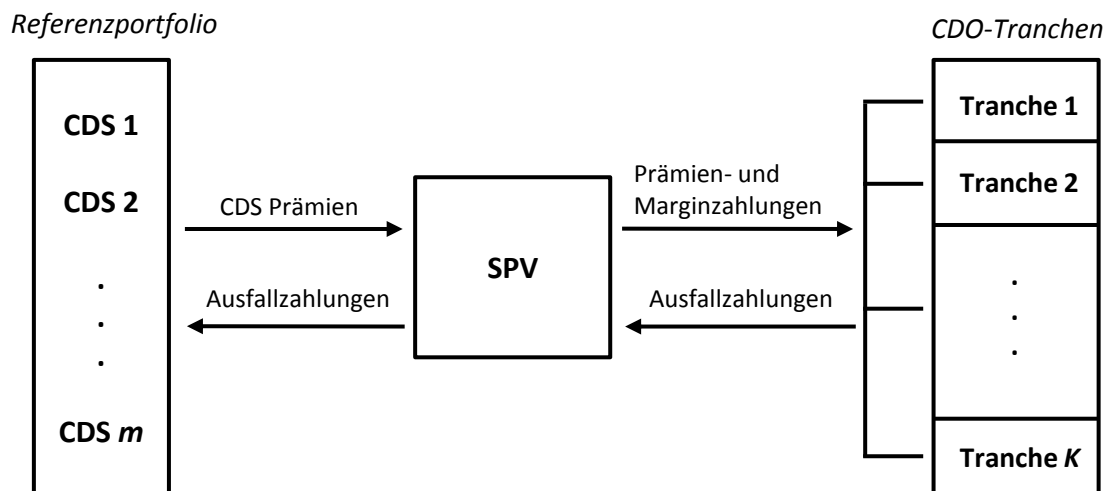 Referenzportfolio
CDS 1
CDS 2
.
.
.
CDS m
CDS Prämien
Ausfallzahlungen
SPV
Prämien- und
Marginzahlungen
Ausfallzahlungen
CDO-Tranchen
Tranche 1
Tranche 2
.
.
.
Tranche K